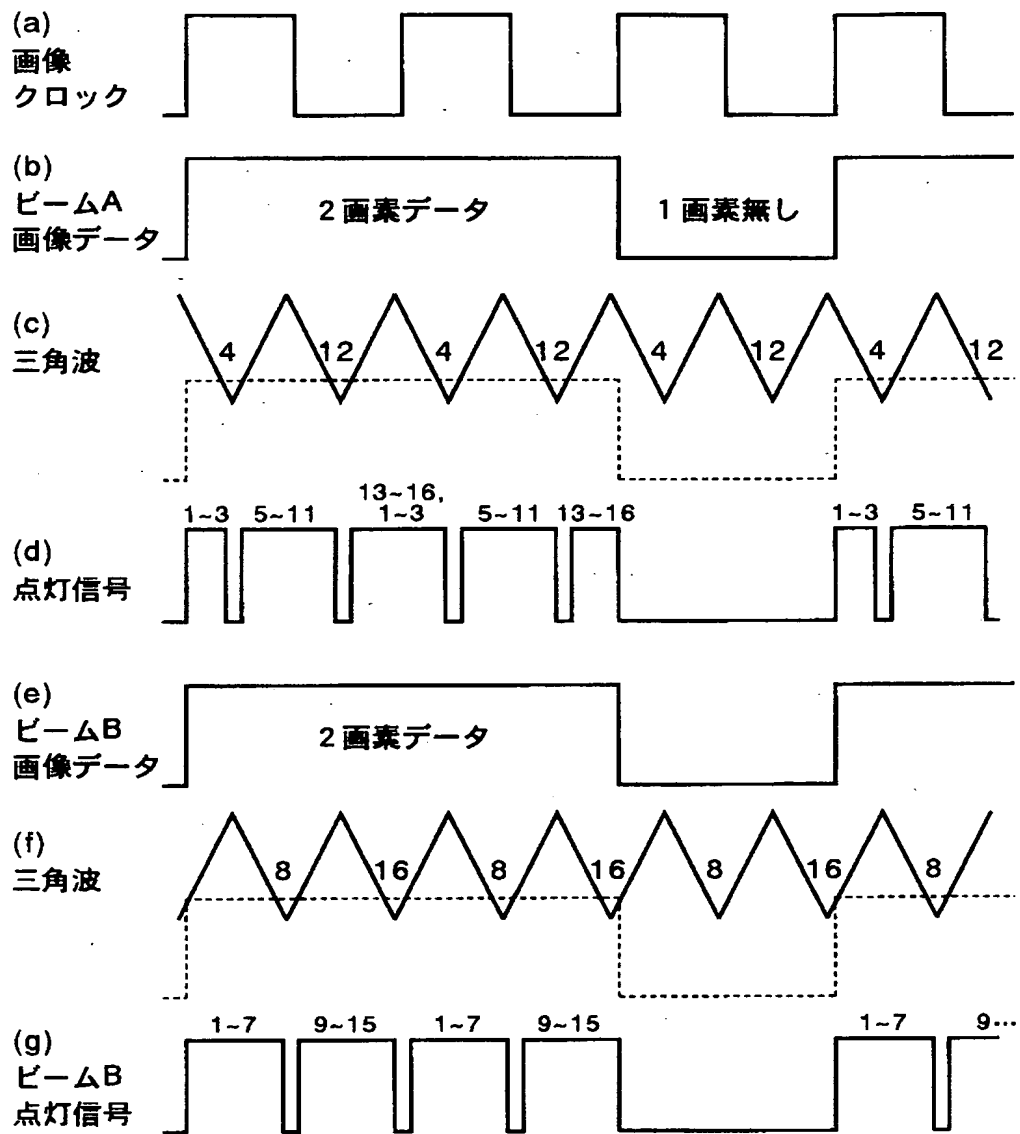 (a)
画像
クロック
(b)
ビームA
画像データ
2画素データ
1画素無し
(c)
三角波
4 12 4 12 4 12 4 12
(d)
点灯信号
13~16,
1~3 5~11 1~3 5~11 13~16 1~3 5~11
(e)
ビームB
画像データ
2画素データ
(f)
三角波
8 16 8 16 8 16 8
(g)
ビームB
点灯信号
1~7 9~15 1~7 9~15 1~7 9…